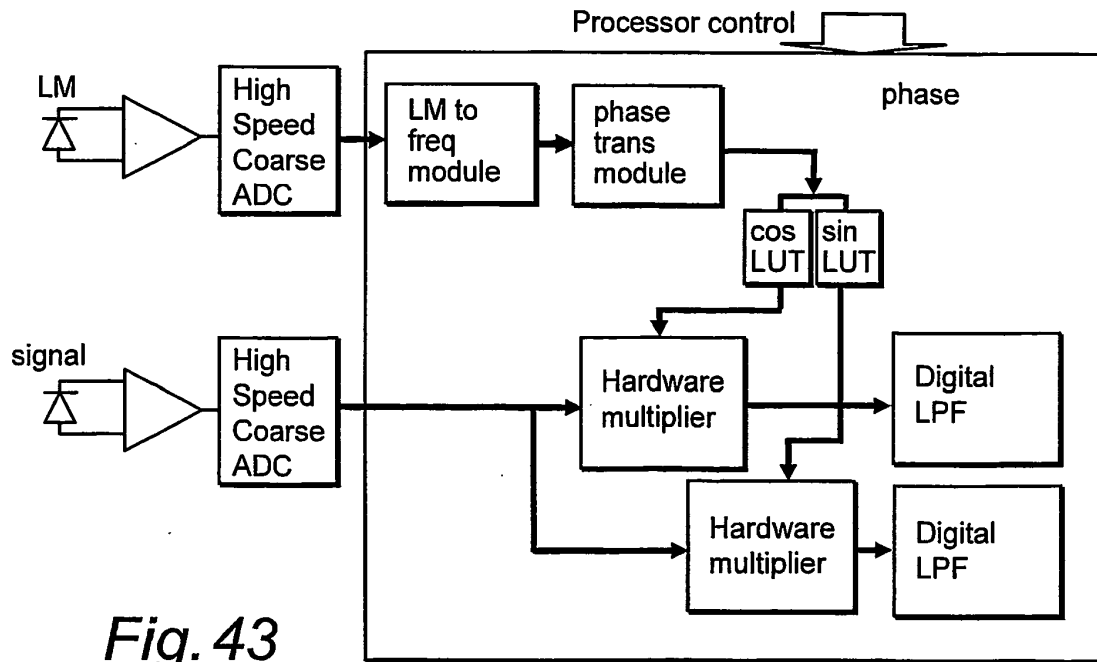 Processor control
LM
High
Speed
Coarse
ADC
LM to
freq
module
phase
trans
module
phase
cos
LUT
sin
LUT
signal
High
Speed
Coarse
ADC
Hardware
multiplier
Digital
LPF
Hardware
multiplier
Digital
LPF
Fig. 43